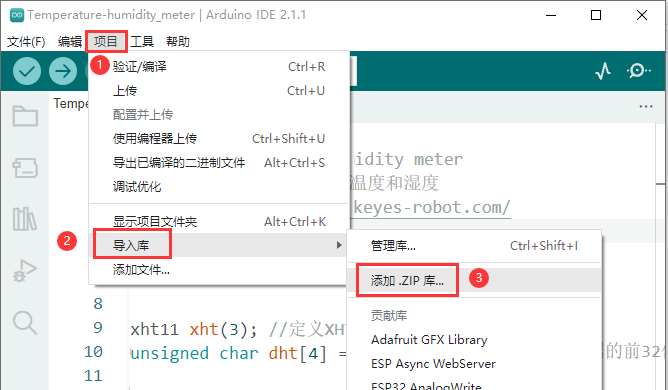 Temperature-humidity_meter | Arduino IDE 2.1.1
文件(F) 编辑 项目 工具 帮助
1
验证/编译 Ctrl+R
上传 Ctrl+U
配置并上传
使用编程器上传 Ctrl+Shift+U
导出已编译的二进制文件 Alt+Ctrl+S
调试优化
显示项目文件夹 Alt+Ctrl+K
2
导入库
添加文件...
Tempe
midity meter
温度和湿度
keyes-robot.com/
管理库... Ctrl+Shift+I
添加 .ZIP 库...
3
贡献库
Adafruit GFX Library
ESP Async WebServer
ESP32 AnalogWrite
8
9 xht11 xht(3); //定义XHT
10 unsigned char dht[4] = 的前32位
11